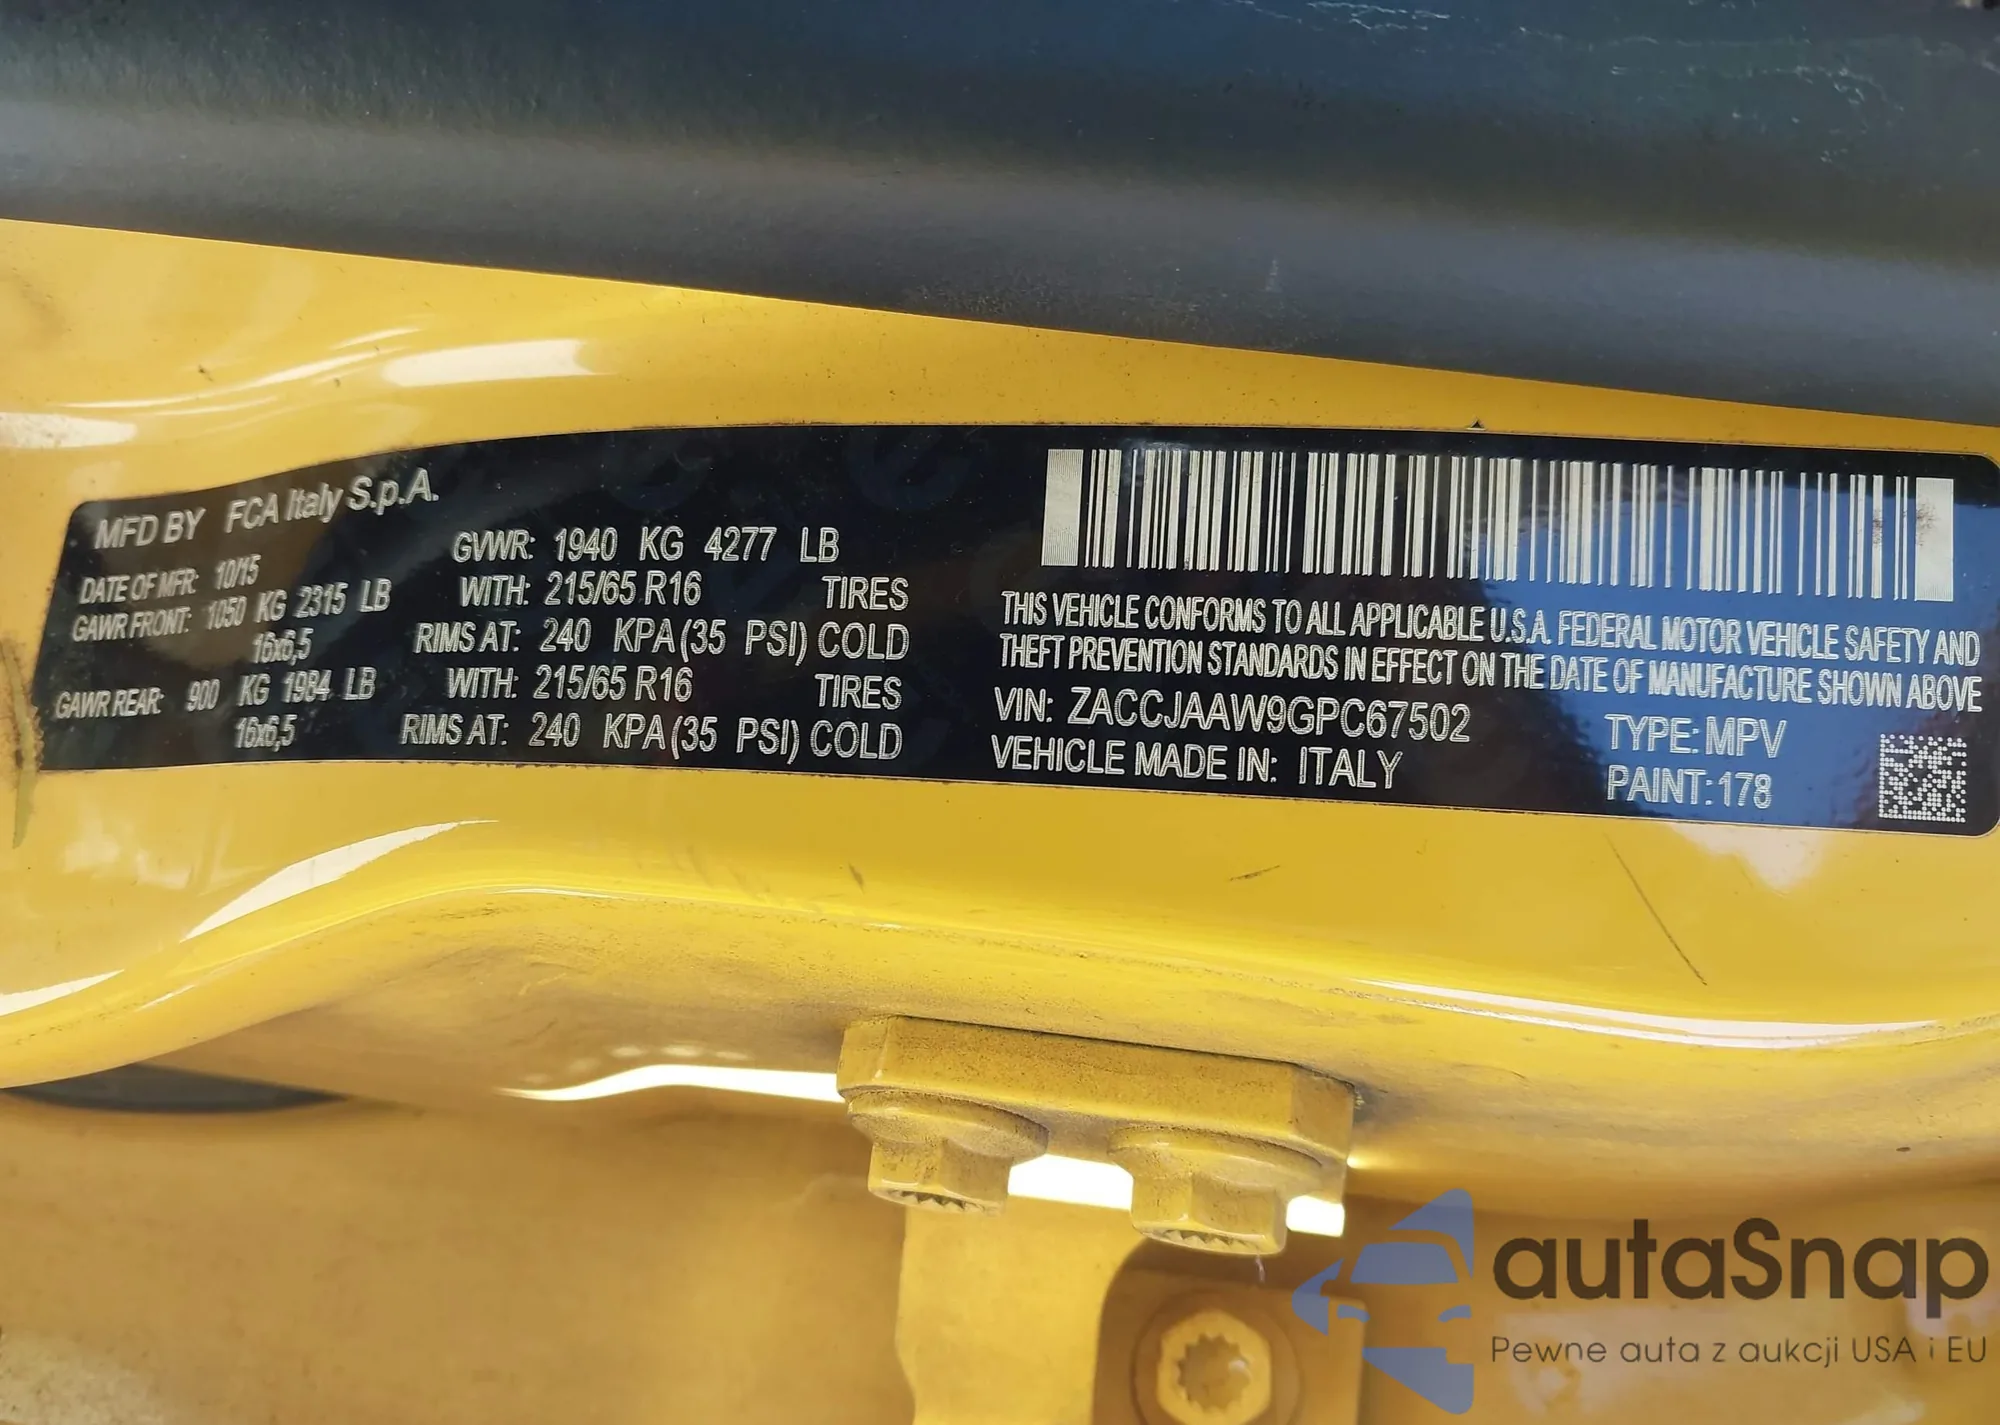 MFD BY FCA Italy S.p.A.
DATE OF MFR: 10/15 GVWR: 1940 KG 4277 LB
GAWR FRONT: 1050 KG 2315 LB WITH: 215/65 R16 TIRES
16x6,5 RIMS AT: 240 KPA (35 PSI) COLD
GAWR REAR: 900 KG 1984 LB WITH: 215/65 R16 TIRES
16x6,5 RIMS AT: 240 KPA (35 PSI) COLD
THIS VEHICLE CONFORMS TO ALL APPLICABLE U.S.A. FEDERAL MOTOR VEHICLE SAFETY AND
THEFT PREVENTION STANDARDS IN EFFECT ON THE DATE OF MANUFACTURE SHOWN ABOVE
VIN: ZACCJAAW9GPC67502 TYPE: MPV
VEHICLE MADE IN: ITALY PAINT: 178
autaSnap
Pewne auta z aukcji USA i EU